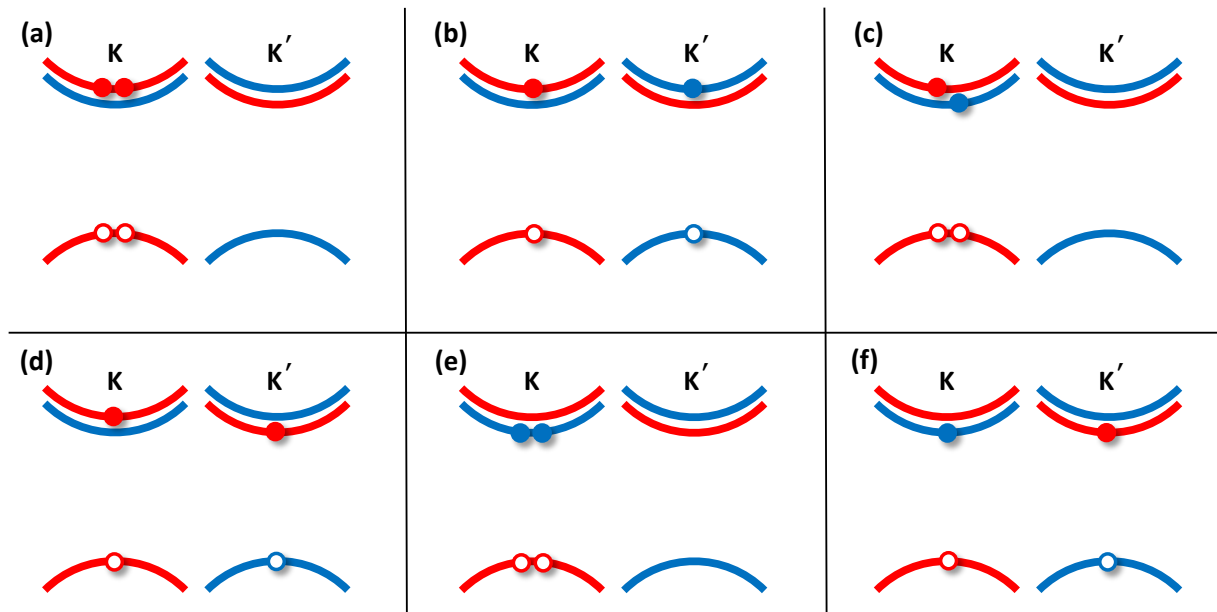 (a) K K′
(b) K K′
(c) K K′
(d) K K′
(e) K K′
(f) K K′